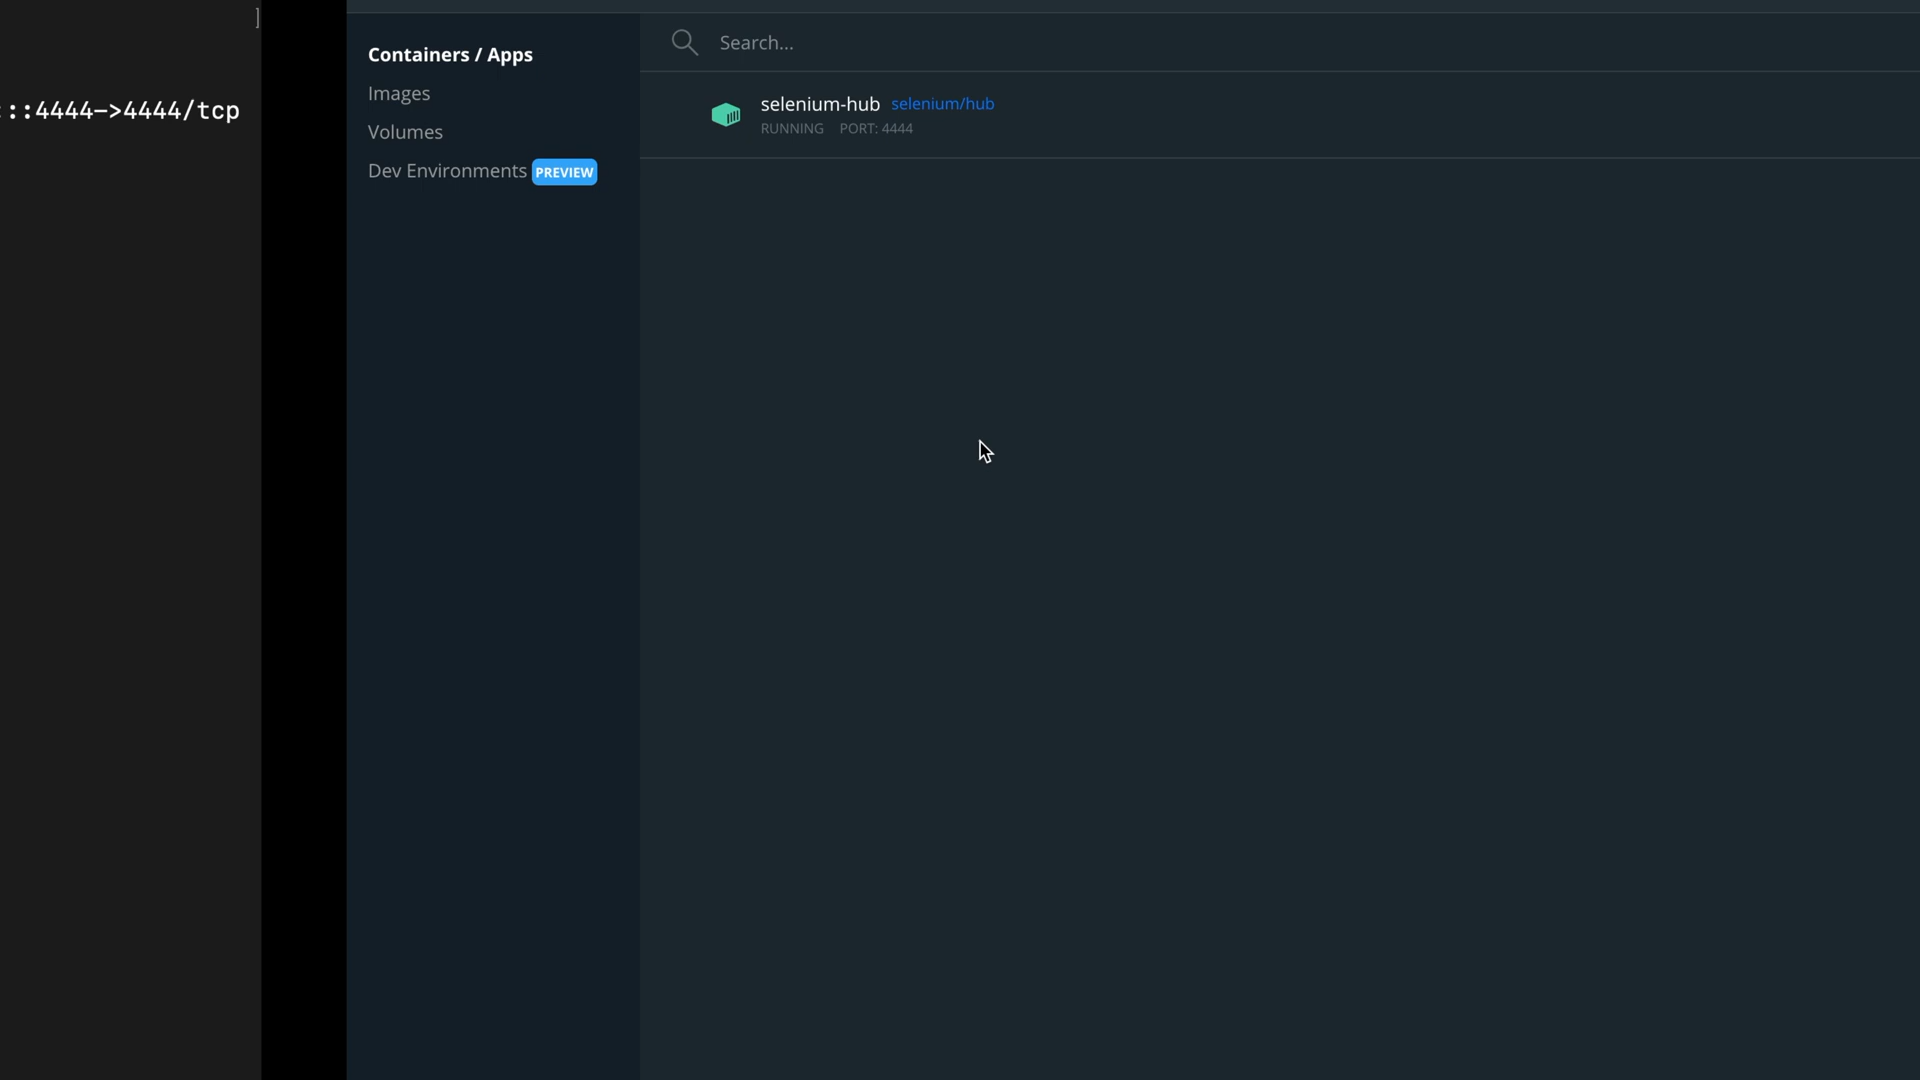 ]
::4444->4444/tcp
Containers / Apps
Images
Volumes
Dev Environments PREVIEW
Search...
selenium-hub selenium/hub
RUNNING PORT: 4444